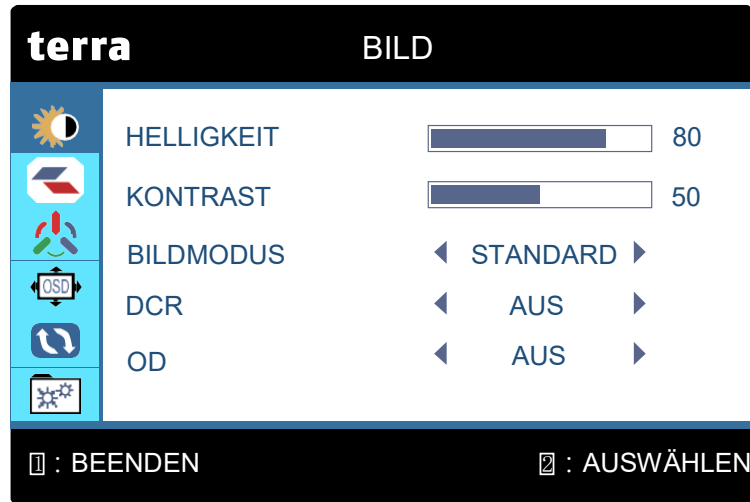 terra BILD
HELLIGKEIT 80
KONTRAST 50
BILDMODUS STANDARD
DCR AUS
OD AUS
OSD
1 : BEENDEN 2 : AUSWÄHLEN